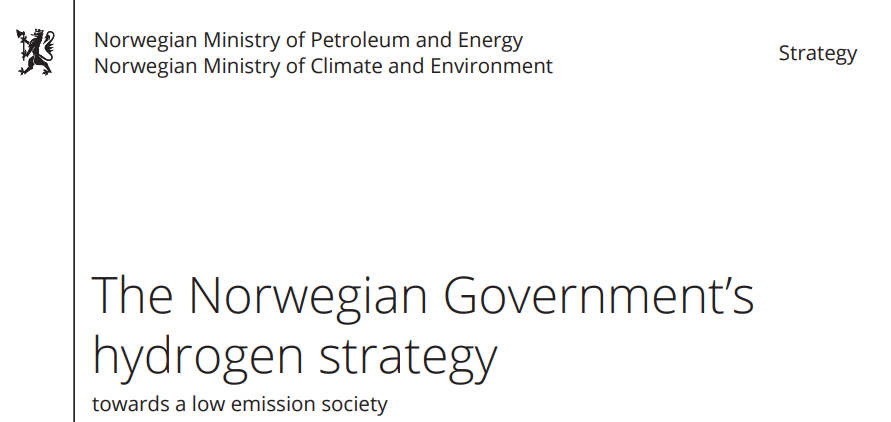 Norwegian Ministry of Petroleum and Energy
Norwegian Ministry of Climate and Environment
Strategy
The Norwegian Government’s
hydrogen strategy
towards a low emission society